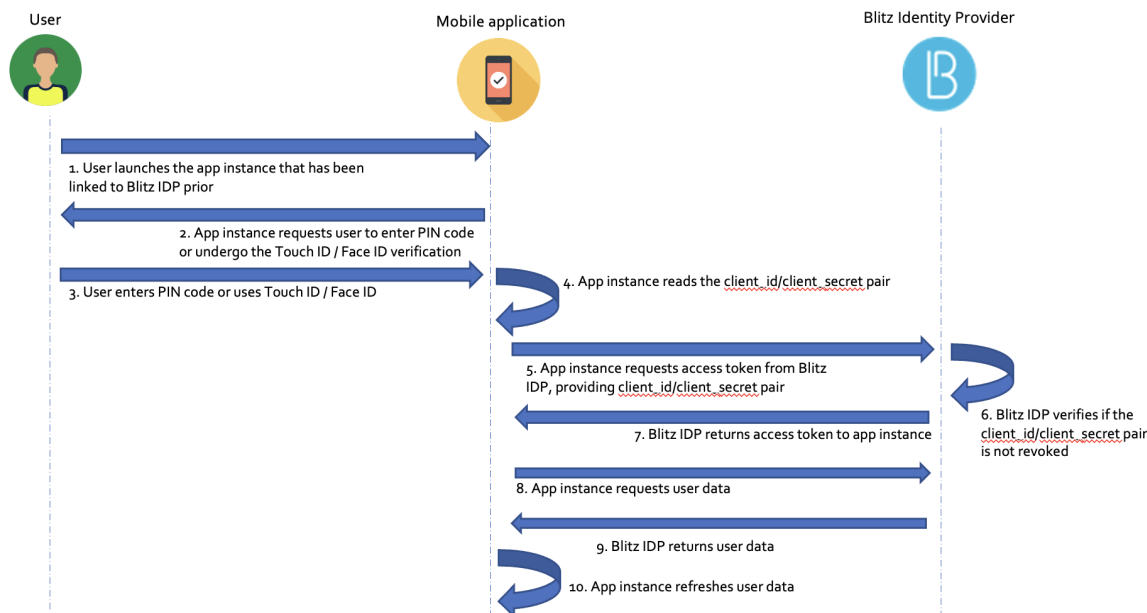 User
Mobile application
Blitz Identity Provider
B
1. User launches the app instance that has been
linked to Blitz IDP prior
2. App instance requests user to enter PIN code
or undergo the Touch ID / Face ID verification
3. User enters PIN code or uses Touch ID / Face ID
4. App instance reads the client_id/client_secret pair
5. App instance requests access token from Blitz
IDP, providing client_id/client_secret pair
6. Blitz IDP verifies if the
client_id/client_secret pair
is not revoked
7. Blitz IDP returns access token to app instance
8. App instance requests user data
9. Blitz IDP returns user data
10. App instance refreshes user data